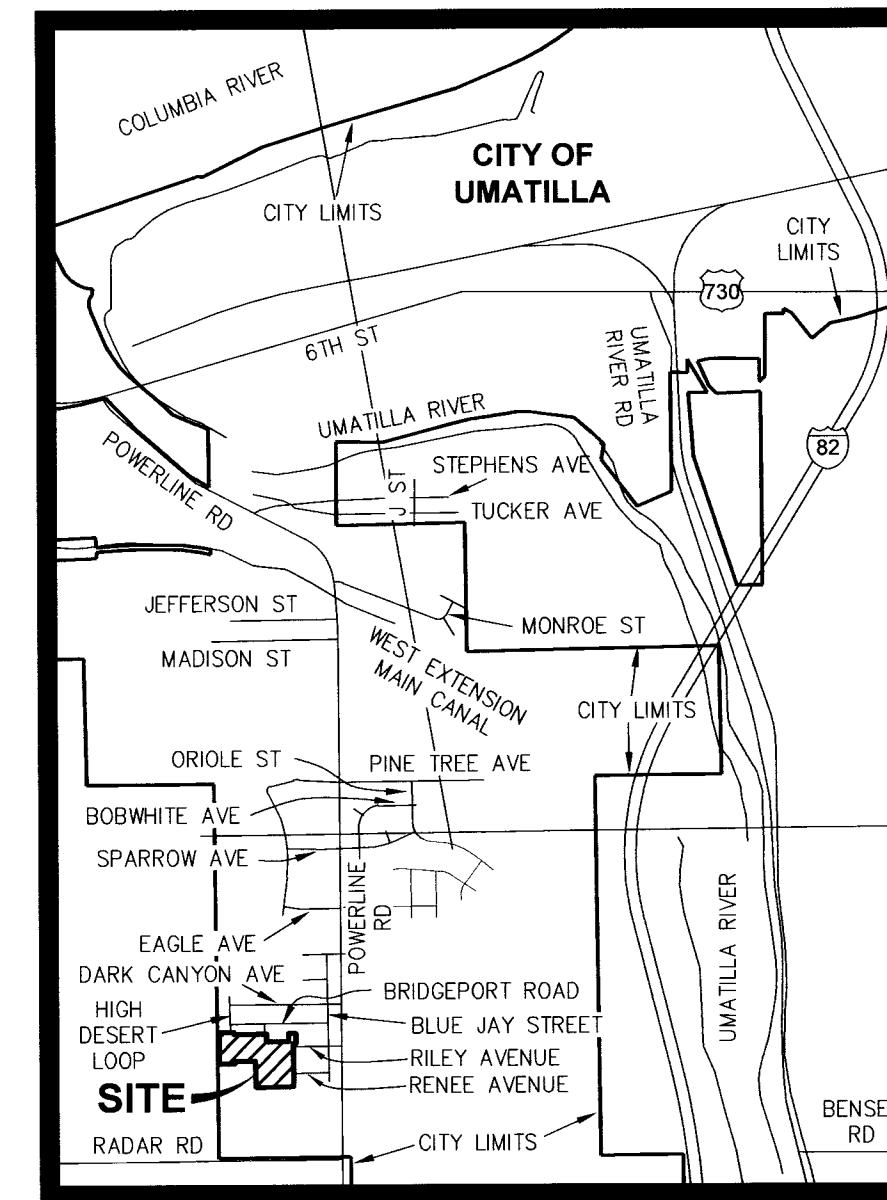 COLUMBIA RIVER
CITY OF
UMATILLA
CITY LIMITS
CITY
LIMITS
730
6TH ST
UMATILLA
RIVER RD
UMATILLA RIVER
POWERLINE RD
STEPHENS AVE
J ST
82
TUCKER AVE
JEFFERSON ST
MONROE ST
MADISON ST
WEST EXTENSION
MAIN CANAL
CITY LIMITS
ORIOLE ST
PINE TREE AVE
BOBWHITE AVE
SPARROW AVE
POWERLINE
RD
UMATILLA RIVER
EAGLE AVE
DARK CANYON AVE
BRIDGEPORT ROAD
HIGH
DESERT
LOOP
BLUE JAY STREET
RILEY AVENUE
RENEE AVENUE
SITE
BENSE
RD
RADAR RD
CITY LIMITS